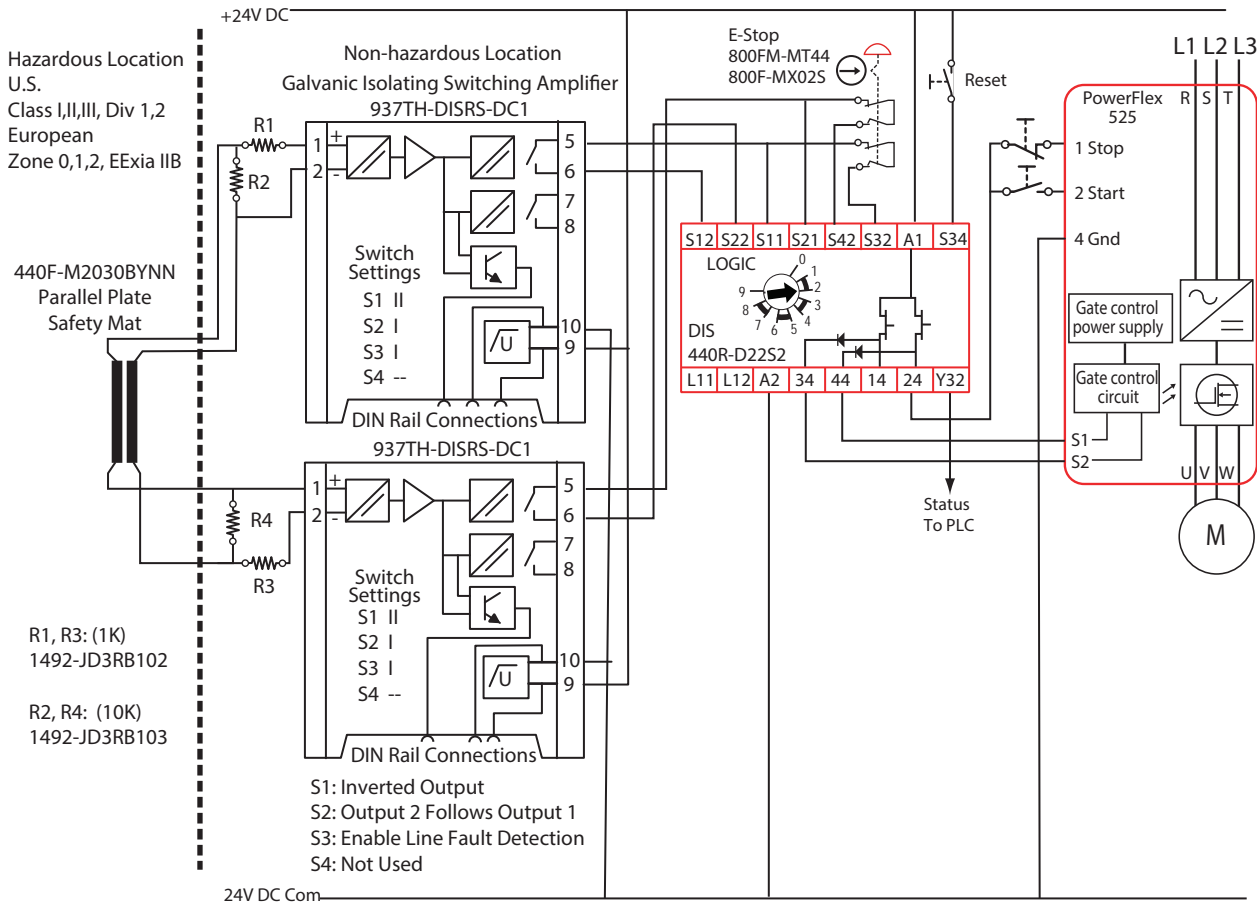 +24V DC
Hazardous Location
U.S.
Class I,II,III, Div 1,2
European
Zone 0,1,2, EExia IIB
Non-hazardous Location
Galvanic Isolating Switching Amplifier
937TH-DISRS-DC1
E-Stop
800FM-MT44
800F-MX02S
Reset
L1 L2 L3
PowerFlex
525
R S T
1 Stop
2 Start
4 Gnd
Gate control
power supply
Gate control
circuit
S1
S2
U V W
M
R1
R2
1 +
2 -
5
6
7
8
10
9
Switch
Settings
S1 II
S2 I
S3 I
S4 --
U
DIN Rail Connections
440F-M2030BYNN
Parallel Plate
Safety Mat
S12 S22 S11 S21 S42 S32 A1 S34
LOGIC
0
1
2
3
4
5
6
7
8
9
DIS
440R-D22S2
L11 L12 A2 34 44 14 24 Y32
Status
To PLC
937TH-DISRS-DC1
R4
R3
1 +
2 -
5
6
7
8
10
9
Switch
Settings
S1 II
S2 I
S3 I
S4 --
U
DIN Rail Connections
R1, R3: (1K)
1492-JD3RB102
R2, R4: (10K)
1492-JD3RB103
S1: Inverted Output
S2: Output 2 Follows Output 1
S3: Enable Line Fault Detection
S4: Not Used
24V DC Com